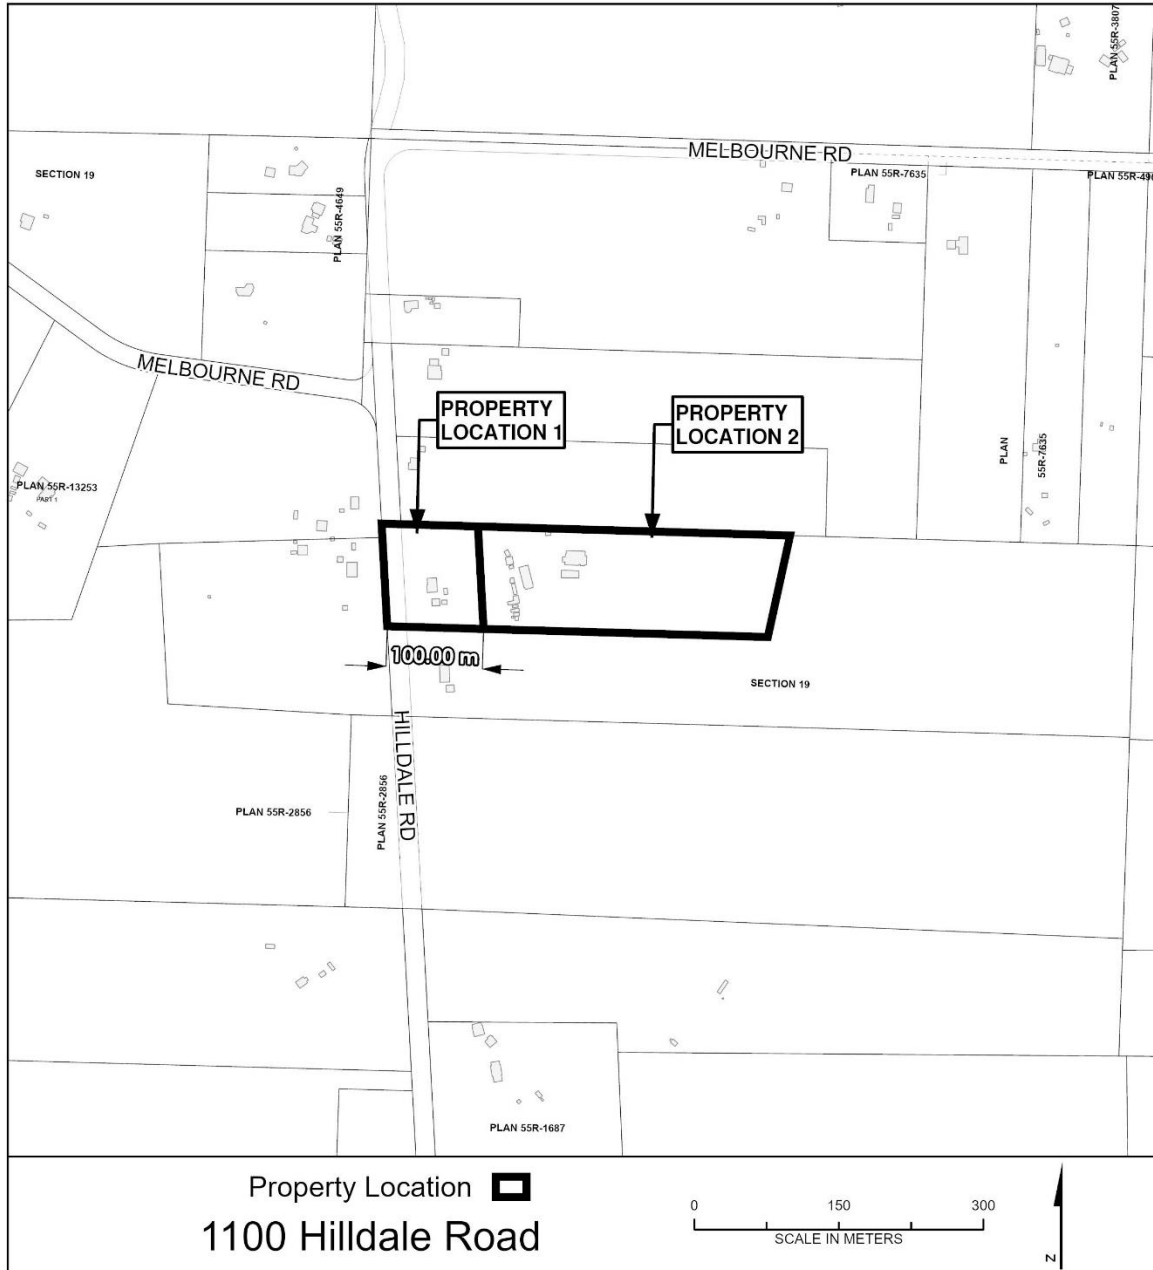 PLAN 55R-3807
MELBOURNE RD
SECTION 19
PLAN 55R-7635
PLAN 55R-4649
MELBOURNE RD
PROPERTY
LOCATION 1
PROPERTY
LOCATION 2
PLAN
55R-7635
PLAN 55R-13253
PART 1
100.00 m
SECTION 19
HILLDALE RD
PLAN 55R-2856
PLAN 55R-2856
PLAN 55R-1687
Property Location
1100 Hilldale Road
0 150 300
SCALE IN METERS
N